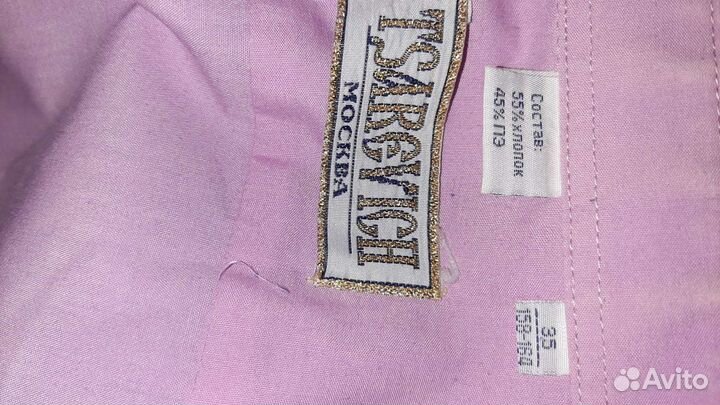 TSAREVICH
МОСКВА
Состав:
55%хлопок
45%ПЭ
35
158-164
Avito